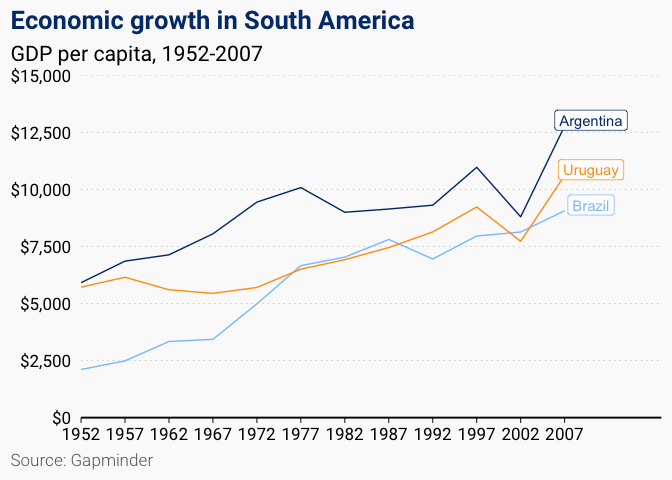 Economic growth in South America
GDP per capita, 1952-2007
$15,000
Argentina
$12,500
Uruguay
$10,000
Brazil
$7,500
$5,000
$2,500
$0
1952 1957 1962 1967 1972 1977 1982 1987 1992 1997 2002 2007
Source: Gapminder